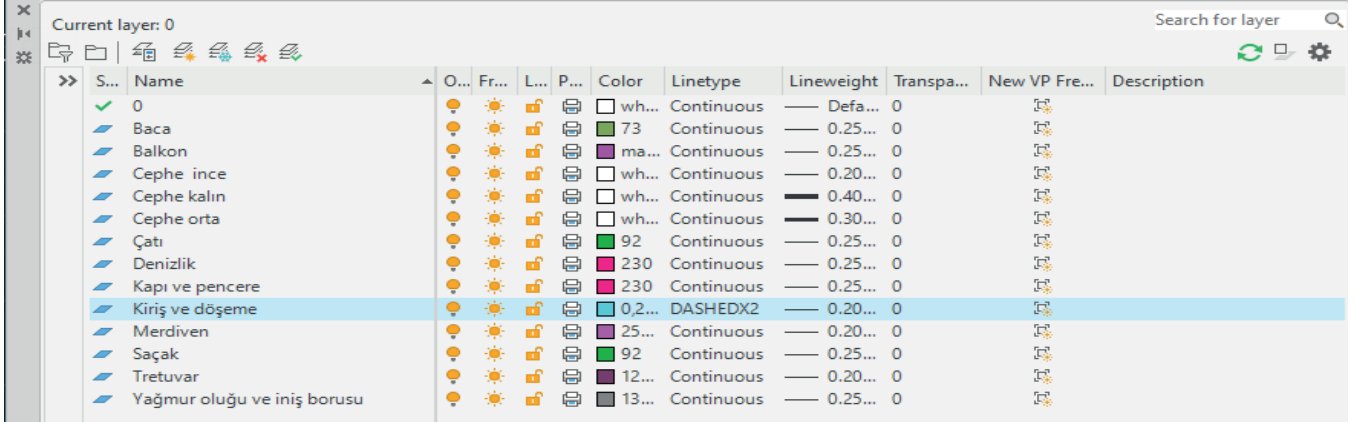 Current layer: 0 Search for layer
S... Name O... Fr... L... P... Color Linetype Lineweight Transpa... New VP Fre... Description
0 wh... Continuous Defa... 0
Baca 73 Continuous 0.25... 0
Balkon ma... Continuous 0.25... 0
Cephe ince wh... Continuous 0.20... 0
Cephe kalın wh... Continuous 0.40... 0
Cephe orta wh... Continuous 0.30... 0
Çatı 92 Continuous 0.25... 0
Denizlik 230 Continuous 0.25... 0
Kapı ve pencere 230 Continuous 0.25... 0
Kiriş ve döşeme 0,2... DASHEDX2 0.20... 0
Merdiven 25... Continuous 0.20... 0
Saçak 92 Continuous 0.25... 0
Tretuvar 12... Continuous 0.20... 0
Yağmur oluğu ve iniş borusu 13... Continuous 0.25... 0